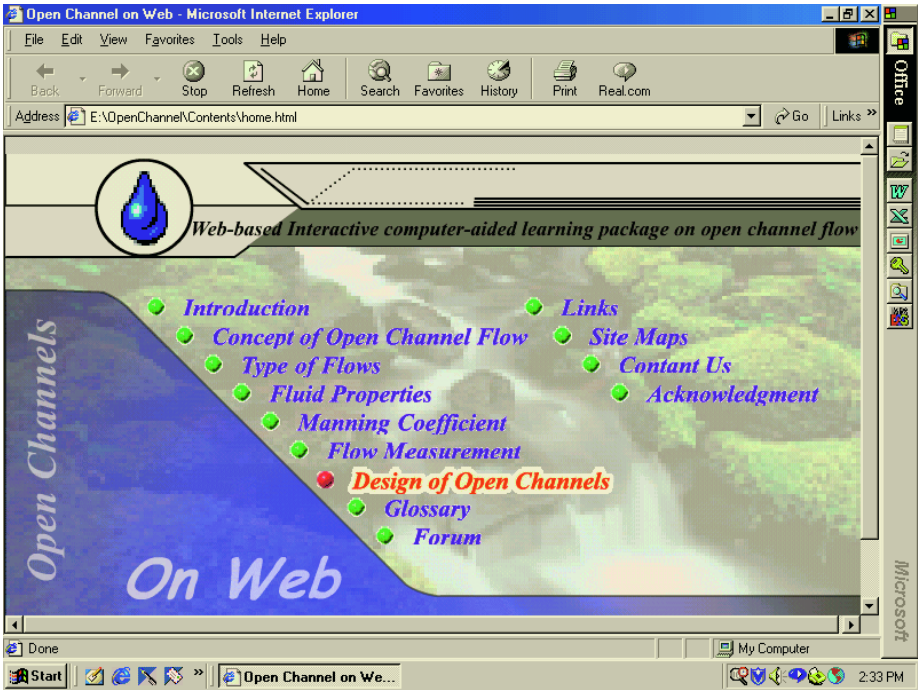 Open Channel on Web - Microsoft Internet Explorer
File Edit View Favorites Tools Help
Back Forward Stop Refresh Home Search Favorites History Print Real.com
Address E:\OpenChannel\Contents\home.html Go Links »
Office
Web-based Interactive computer-aided learning package on open channel flow
Introduction
Concept of Open Channel Flow
Type of Flows
Fluid Properties
Manning Coefficient
Flow Measurement
Design of Open Channels
Glossary
Forum
Links
Site Maps
Contant Us
Acknowledgment
Open Channels
On Web
Microsoft
Done My Computer
Start » Open Channel on We... 2:33 PM